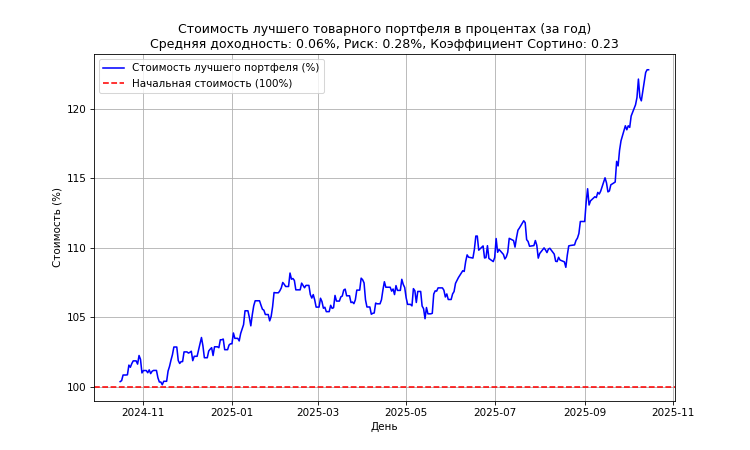 Стоимость лучшего товарного портфеля в процентах (за год)
Средняя доходность: 0.06%, Риск: 0.28%, Коэффициент Сортино: 0.23
Стоимость лучшего портфеля (%)
Начальная стоимость (100%)
Стоимость (%)
120
115
110
105
100
2024-11 2025-01 2025-03 2025-05 2025-07 2025-09 2025-11
День